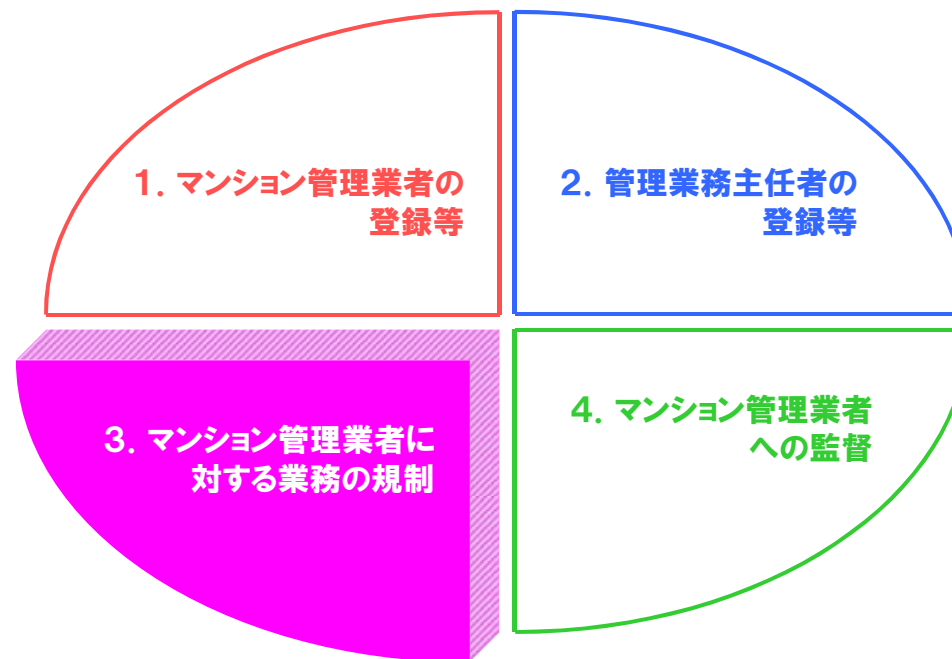 1. マンション管理業者の
登録等
2. 管理業務主任者の
登録等
3. マンション管理業者に
対する業務の規制
4. マンション管理業者
への監督